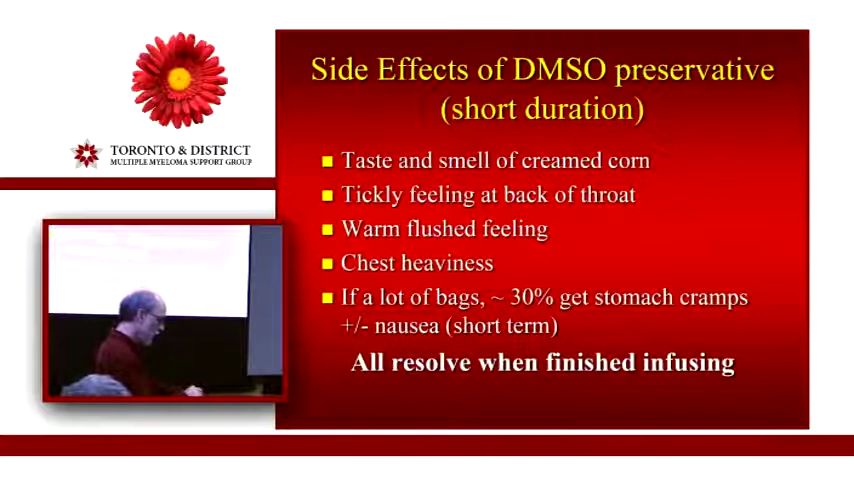 TORONTO & DISTRICT
MULTIPLE MYELOMA SUPPORT GROUP
Side Effects of DMSO preservative
(short duration)
Taste and smell of creamed corn
Tickly feeling at back of throat
Warm flushed feeling
Chest heaviness
If a lot of bags, ~ 30% get stomach cramps
+/- nausea (short term)
All resolve when finished infusing